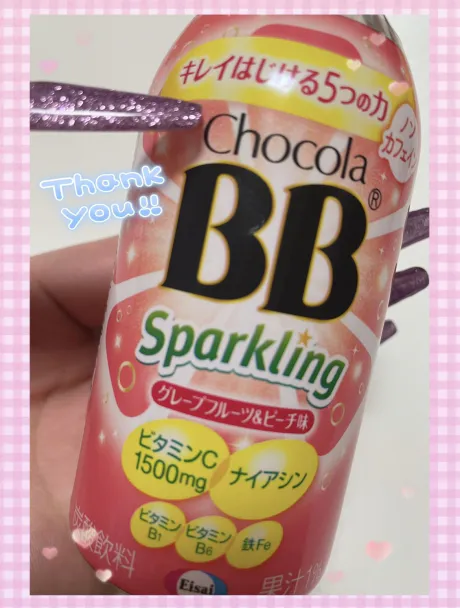 キレイはじける5つの力
ノン
カフェイン
Chocola
BB®
Thank
you!!
Sparkling
グレープフルーツ&ピーチ味
ビタミンC
1500mg
ナイアシン
ビタミン
B1
ビタミン
B6
鉄Fe
炭酸飲料
Eisai
果汁1